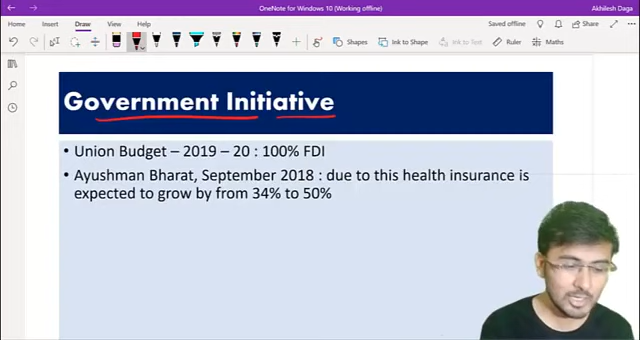 OneNote for Windows 10 (Working offline)
Akhilesh Daga
Home Insert Draw View Help
Saved offline Share
Shapes Ink to Shape Ink to Text Ruler Maths
Government Initiative
• Union Budget – 2019 – 20 : 100% FDI
• Ayushman Bharat, September 2018 : due to this health insurance is
expected to grow by from 34% to 50%